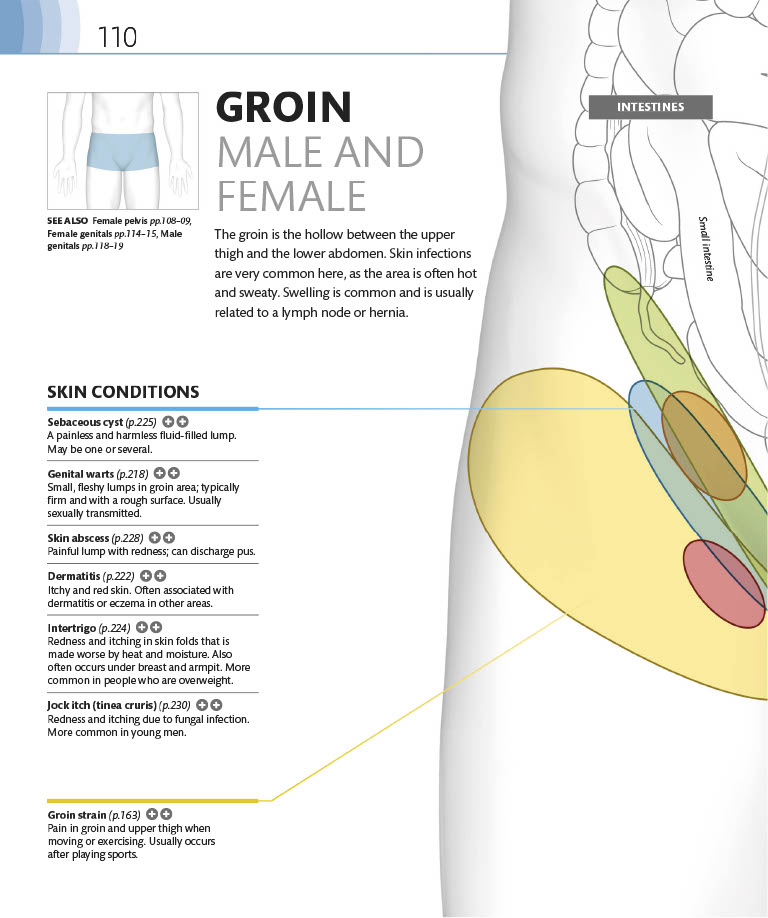 110
GROIN
MALE AND
FEMALE
INTESTINES
SEE ALSO Female pelvis pp.108–09,
Female genitals pp.114–15, Male
genitals pp.118–19
The groin is the hollow between the upper
thigh and the lower abdomen. Skin infections
are very common here, as the area is often hot
and sweaty. Swelling is common and is usually
related to a lymph node or hernia.
Small intestine
SKIN CONDITIONS
Sebaceous cyst (p.225) ++
A painless and harmless fluid-filled lump.
May be one or several.
Genital warts (p.218) ++
Small, fleshy lumps in groin area; typically
firm and with a rough surface. Usually
sexually transmitted.
Skin abscess (p.228) ++
Painful lump with redness; can discharge pus.
Dermatitis (p.222) ++
Itchy and red skin. Often associated with
dermatitis or eczema in other areas.
Intertrigo (p.224) ++
Redness and itching in skin folds that is
made worse by heat and moisture. Also
often occurs under breast and armpit. More
common in people who are overweight.
Jock itch (tinea cruris) (p.230) ++
Redness and itching due to fungal infection.
More common in young men.
Groin strain (p.163) ++
Pain in groin and upper thigh when
moving or exercising. Usually occurs
after playing sports.